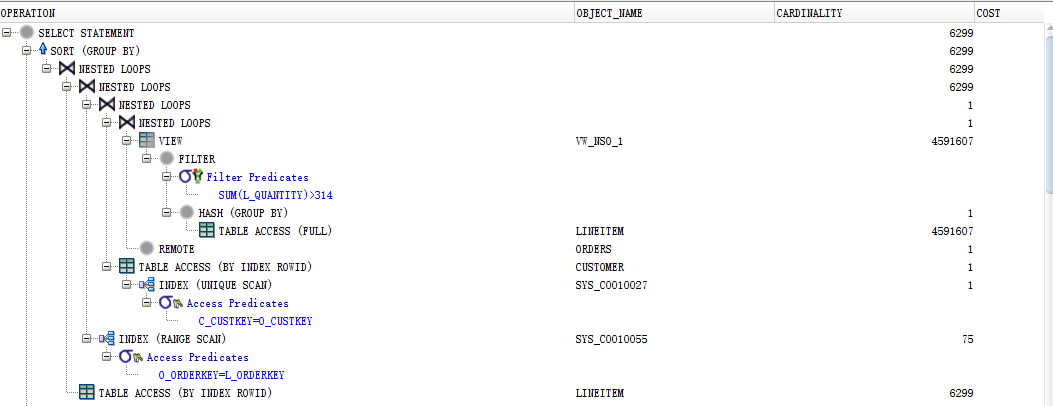 OPERATION OBJECT_NAME CARDINALITY COST
SELECT STATEMENT 6299
SORT (GROUP BY) 6299
NESTED LOOPS 6299
NESTED LOOPS 6299
NESTED LOOPS 1
NESTED LOOPS 1
VIEW VW_NSO_1 4591607
FILTER
Filter Predicates
SUM(L_QUANTITY)>314
HASH (GROUP BY) 1
TABLE ACCESS (FULL) LINEITEM 4591607
REMOTE ORDERS 1
TABLE ACCESS (BY INDEX ROWID) CUSTOMER 1
INDEX (UNIQUE SCAN) SYS_C0010027 1
Access Predicates
C_CUSTKEY=O_CUSTKEY
INDEX (RANGE SCAN) SYS_C0010055 75
Access Predicates
O_ORDERKEY=L_ORDERKEY
TABLE ACCESS (BY INDEX ROWID) LINEITEM 6299